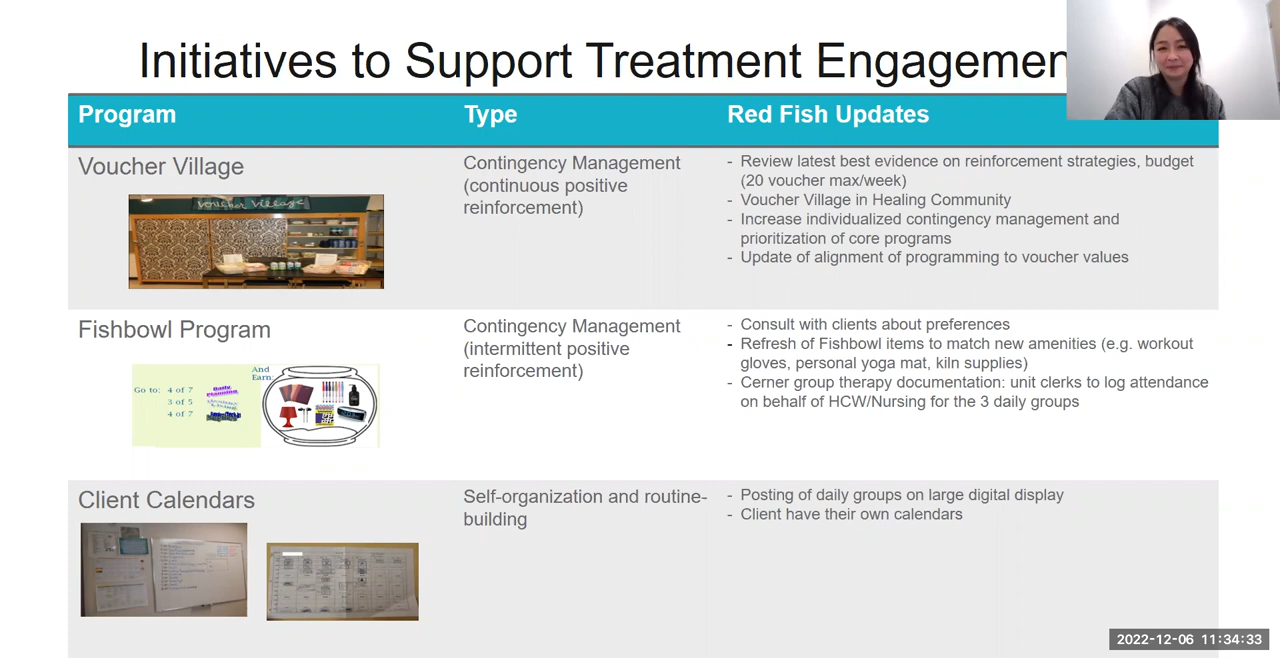 Initiatives to Support Treatment Engagemen
Program
Type
Red Fish Updates
Voucher Village
Voucher Village
Contingency Management
(continuous positive
reinforcement)
- Review latest best evidence on reinforcement strategies, budget
(20 voucher max/week)
- Voucher Village in Healing Community
- Increase individualized contingency management and
prioritization of core programs
- Update of alignment of programming to voucher values
Fishbowl Program
Go to: 4 of 7
3 of 5
4 of 7
And
Earn:
Contingency Management
(intermittent positive
reinforcement)
- Consult with clients about preferences
- Refresh of Fishbowl items to match new amenities (e.g. workout
gloves, personal yoga mat, kiln supplies)
- Cerner group therapy documentation: unit clerks to log attendance
on behalf of HCW/Nursing for the 3 daily groups
Client Calendars
Self-organization and routine-
building
- Posting of daily groups on large digital display
- Client have their own calendars
2022-12-06 11:34:33